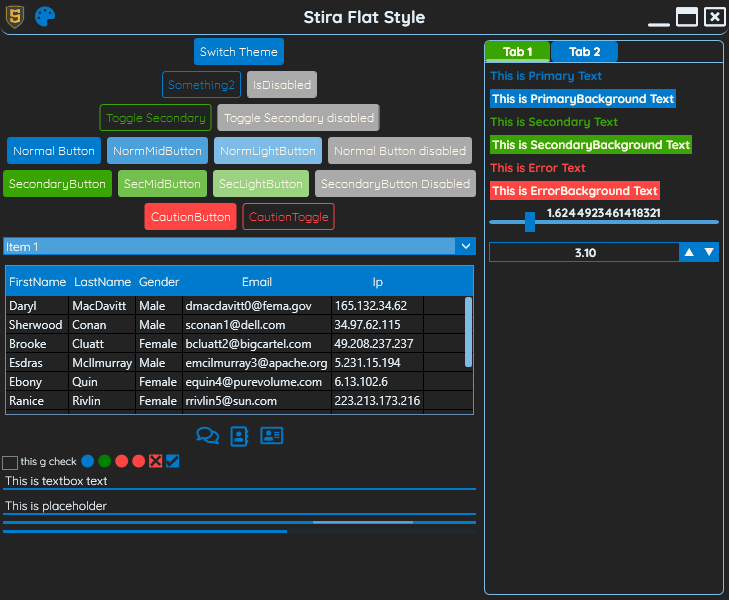 Stira Flat Style
Switch Theme
Something2 IsDisabled
Toggle Secondary Toggle Secondary disabled
Normal Button NormMidButton NormLightButton Normal Button disabled
SecondaryButton SecMidButton SecLightButton SecondaryButton Disabled
CautionButton CautionToggle
Item 1
FirstName LastName Gender Email Ip
Daryl MacDavitt Male dmacdavitt0@fema.gov 165.132.34.62
Sherwood Conan Male sconan1@dell.com 34.97.62.115
Brooke Cluatt Female bcluatt2@bigcartel.com 49.208.237.237
Esdras McIlmurray Male emcilmurray3@apache.org 5.231.15.194
Ebony Quin Female equin4@purevolume.com 6.13.102.6
Ranice Rivlin Female rrivlin5@sun.com 223.213.173.216
this g check
This is textbox text
This is placeholder
Tab 1 Tab 2
This is Primary Text
This is PrimaryBackground Text
This is Secondary Text
This is SecondaryBackground Text
This is Error Text
This is ErrorBackground Text
1.6244923461418321
3.10